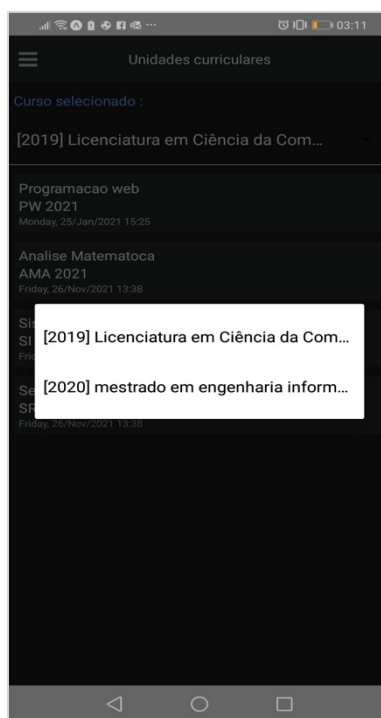 03:11
Unidades curriculares
Curso selecionado :
[2019] Licenciatura em Ciência da Com...
Programacao web
PW 2021
Monday, 25/Jan/2021 15:25
Analise Matematoca
AMA 2021
Friday, 26/Nov/2021 13:38
[2019] Licenciatura em Ciência da Com...
[2020] mestrado em engenharia inform...
Friday, 26/Nov/2021 13:38